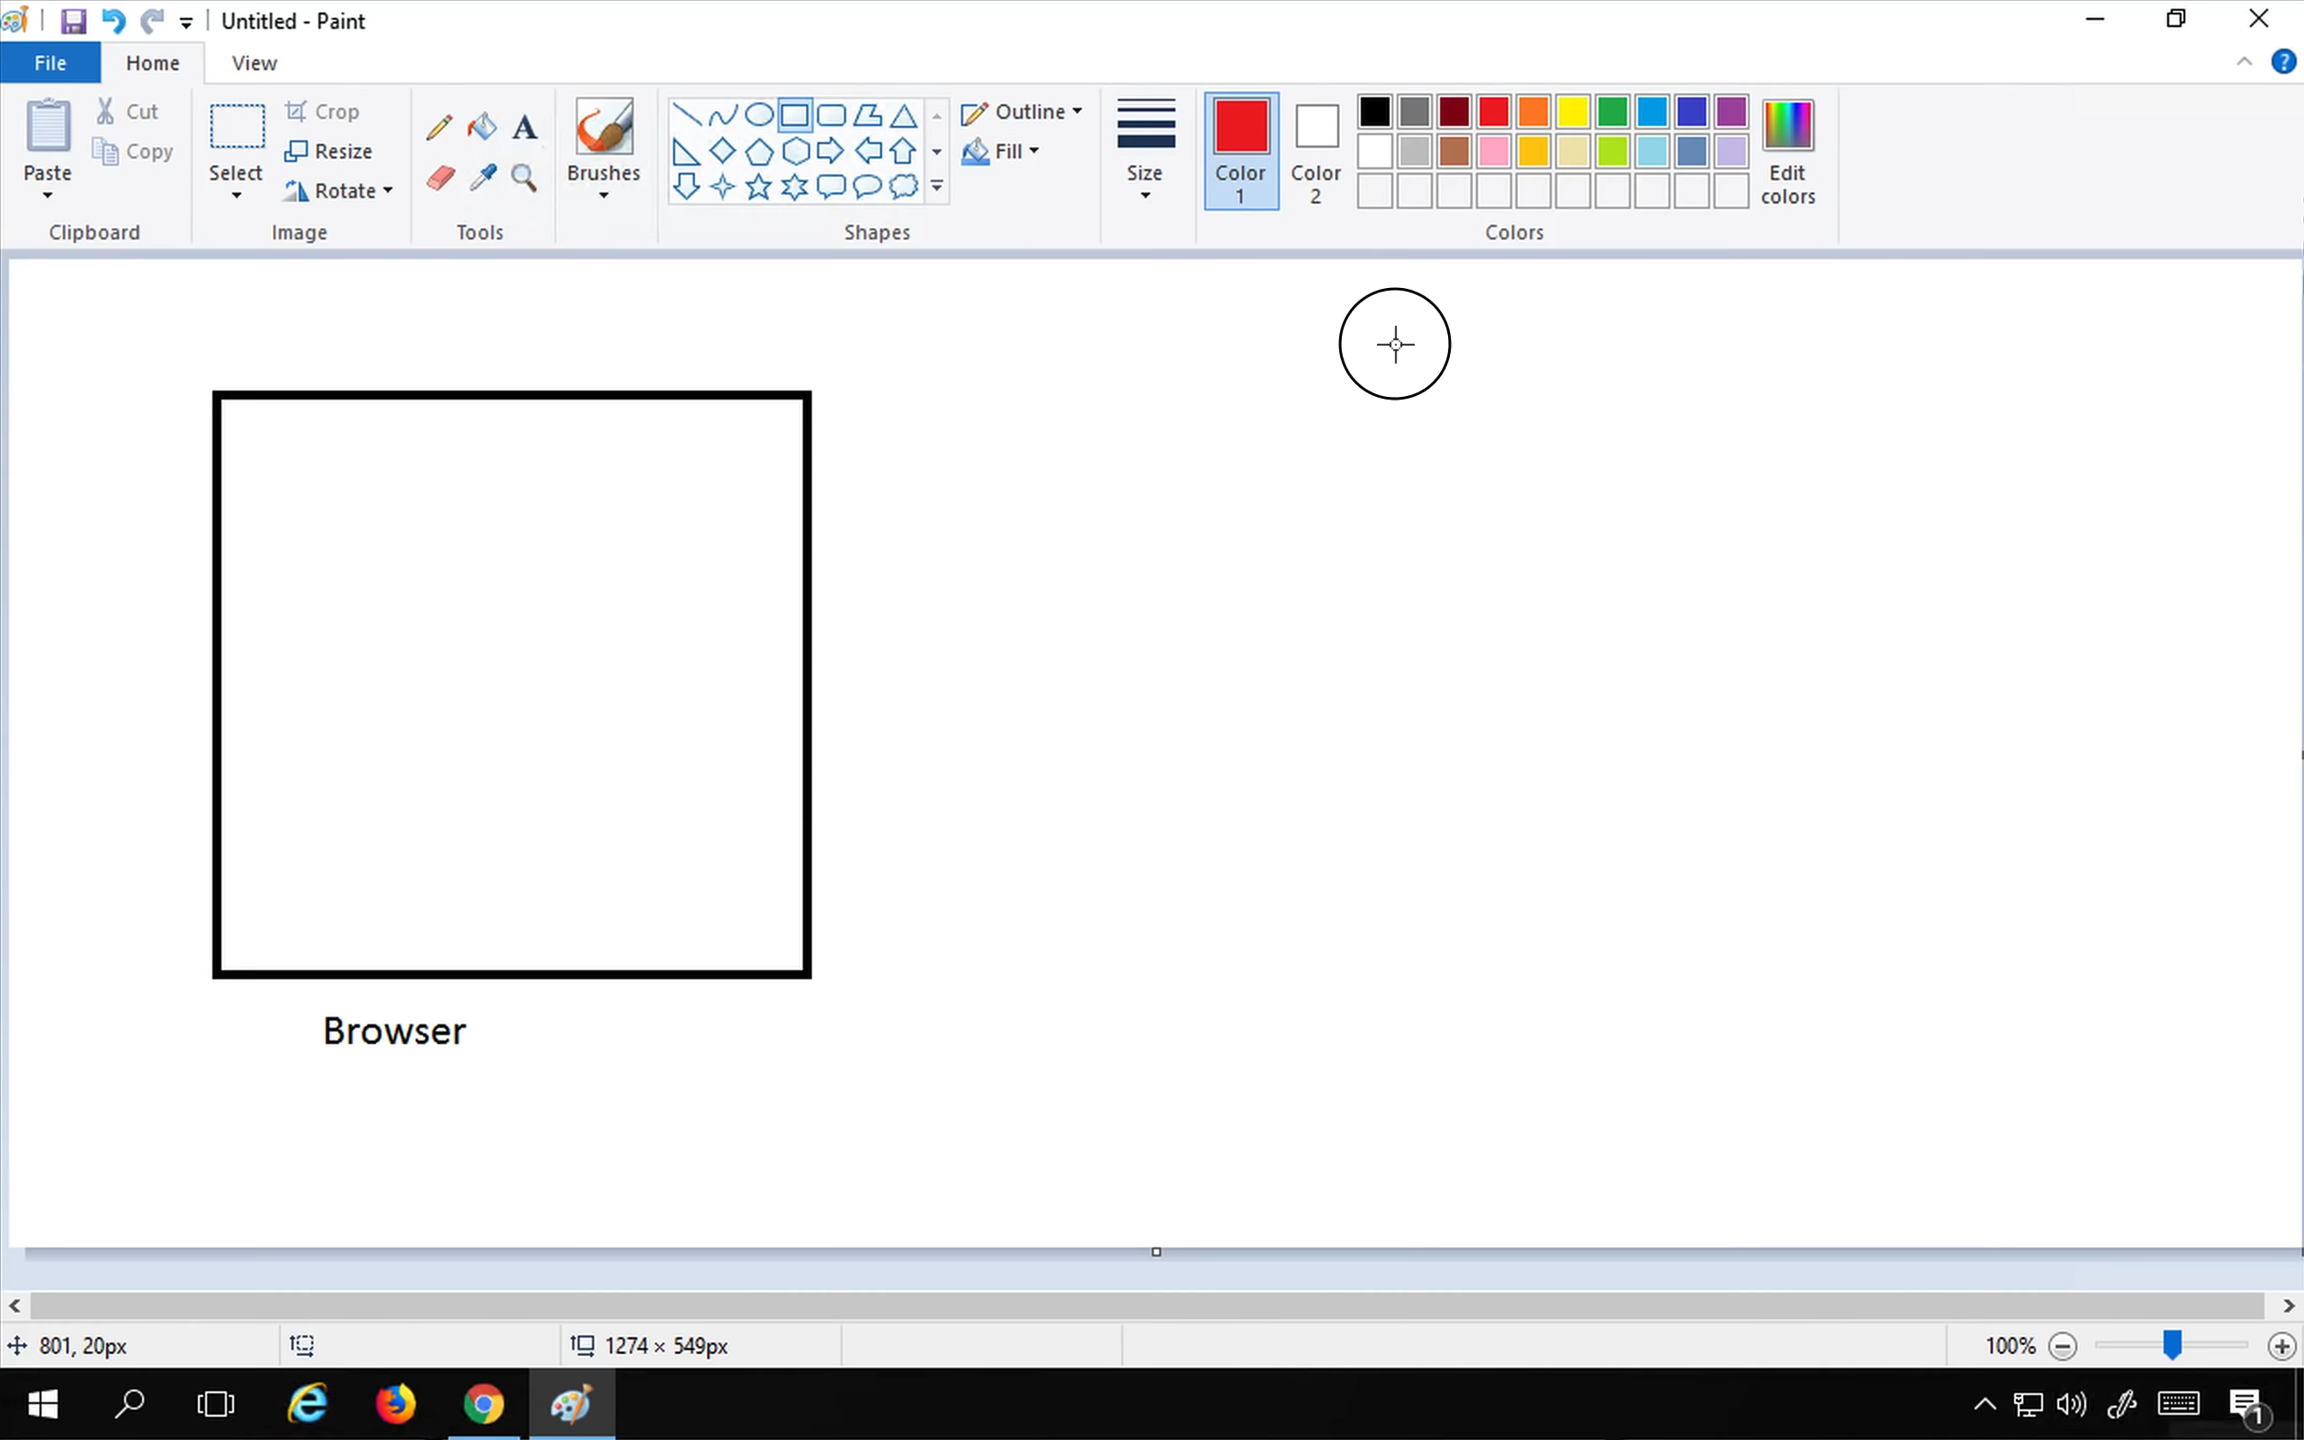 Untitled - Paint
File Home View
Paste
Cut
Copy
Clipboard
Select
Crop
Resize
Rotate
Image
A
Tools
Brushes
Shapes
Outline
Fill
Size
Color 1
Color 2
Edit colors
Colors
?
Browser
801, 20px
1274 × 549px
100%
1